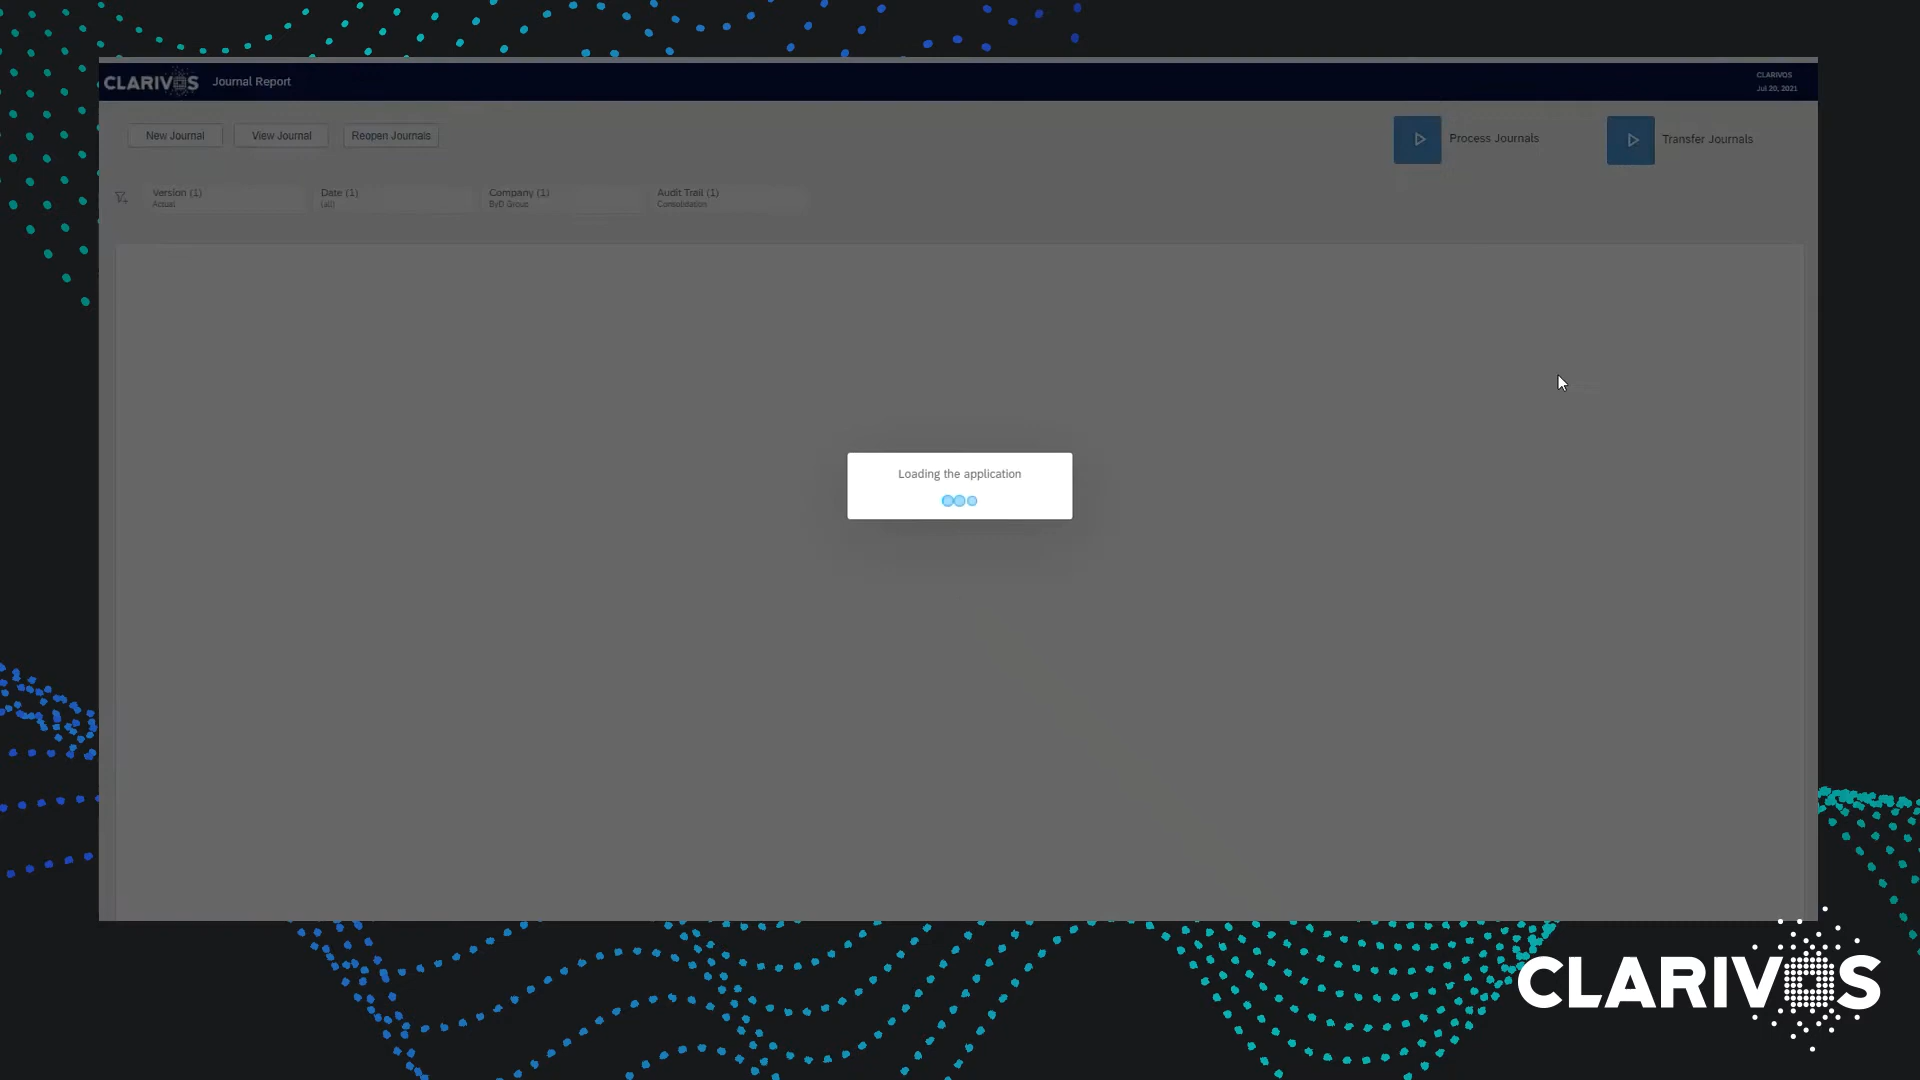 CLARIVOS Journal Report
CLARIVOS
Jul 20, 2021
New Journal View Journal Reopen Journals
Process Journals Transfer Journals
Version (1) Date (1) Company (1) Audit Trail (1)
Actual (all) ByD Group Consolidation
Loading the application
CLARIVOS